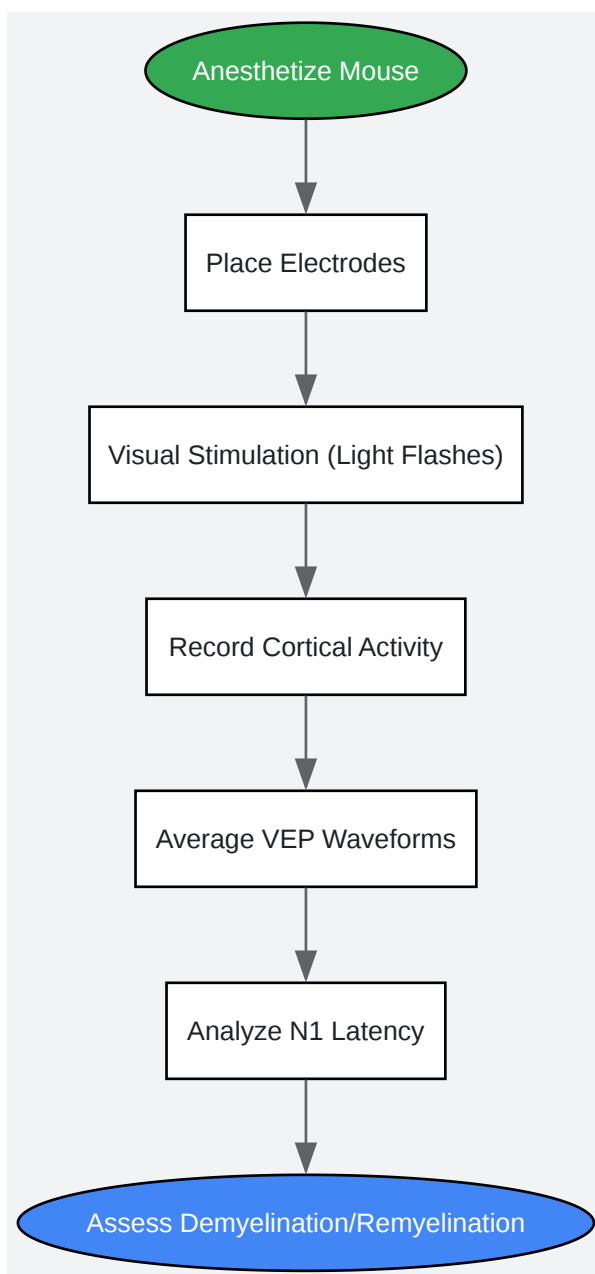 Anesthetize Mouse
Place Electrodes
Visual Stimulation (Light Flashes)
Record Cortical Activity
Average VEP Waveforms
Analyze N1 Latency
Assess Demyelination/Remyelination